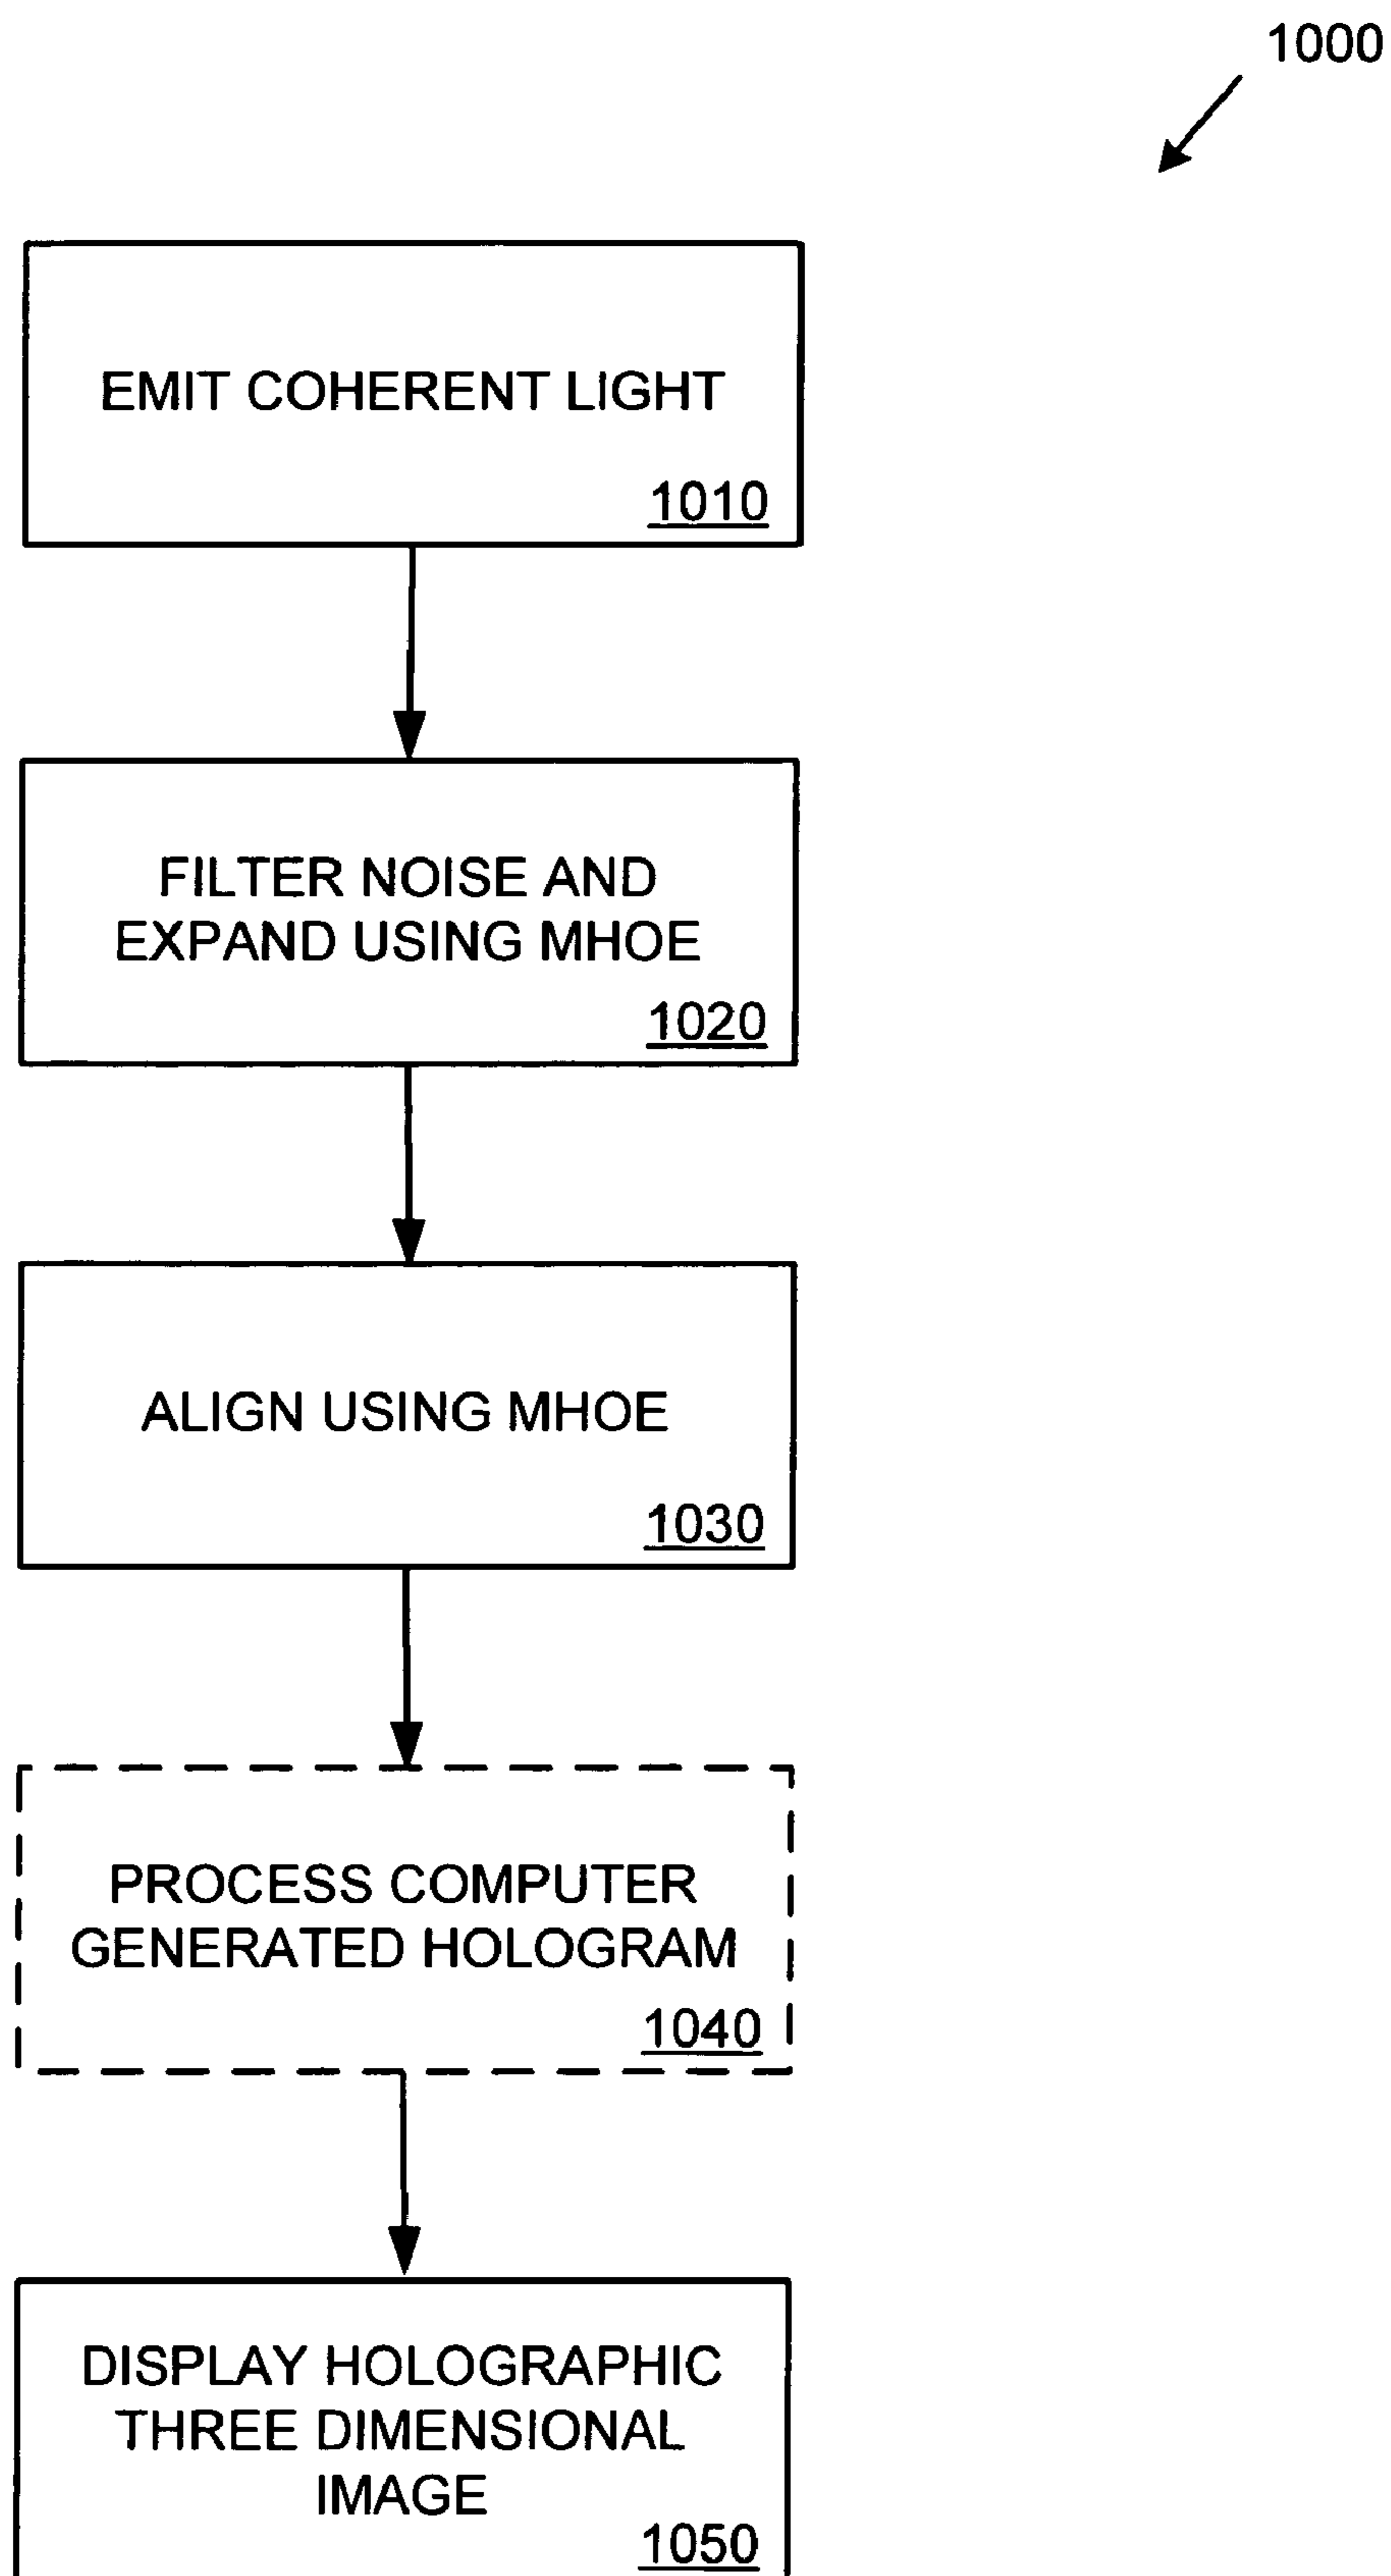 1000
EMIT COHERENT LIGHT
1010
FILTER NOISE AND
EXPAND USING MHOE
1020
ALIGN USING MHOE
1030
PROCESS COMPUTER
GENERATED HOLOGRAM
1040
DISPLAY HOLOGRAPHIC
THREE DIMENSIONAL
IMAGE
1050